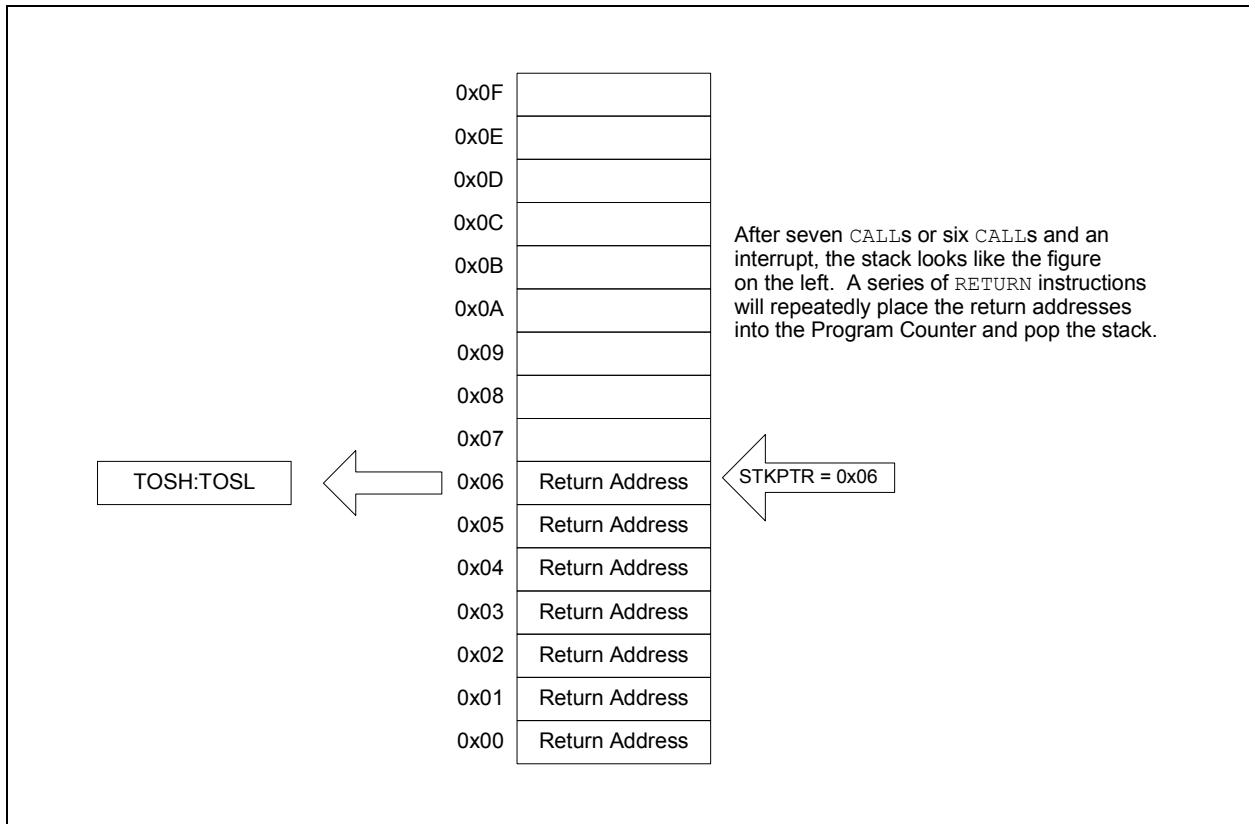 0x0F
0x0E
0x0D
0x0C
0x0B
0x0A
0x09
0x08
0x07
After seven CALLs or six CALLs and an
interrupt, the stack looks like the figure
on the left. A series of RETURN instructions
will repeatedly place the return addresses
into the Program Counter and pop the stack.
TOSH:TOSL
0x06 Return Address
STKPTR = 0x06
0x05 Return Address
0x04 Return Address
0x03 Return Address
0x02 Return Address
0x01 Return Address
0x00 Return Address